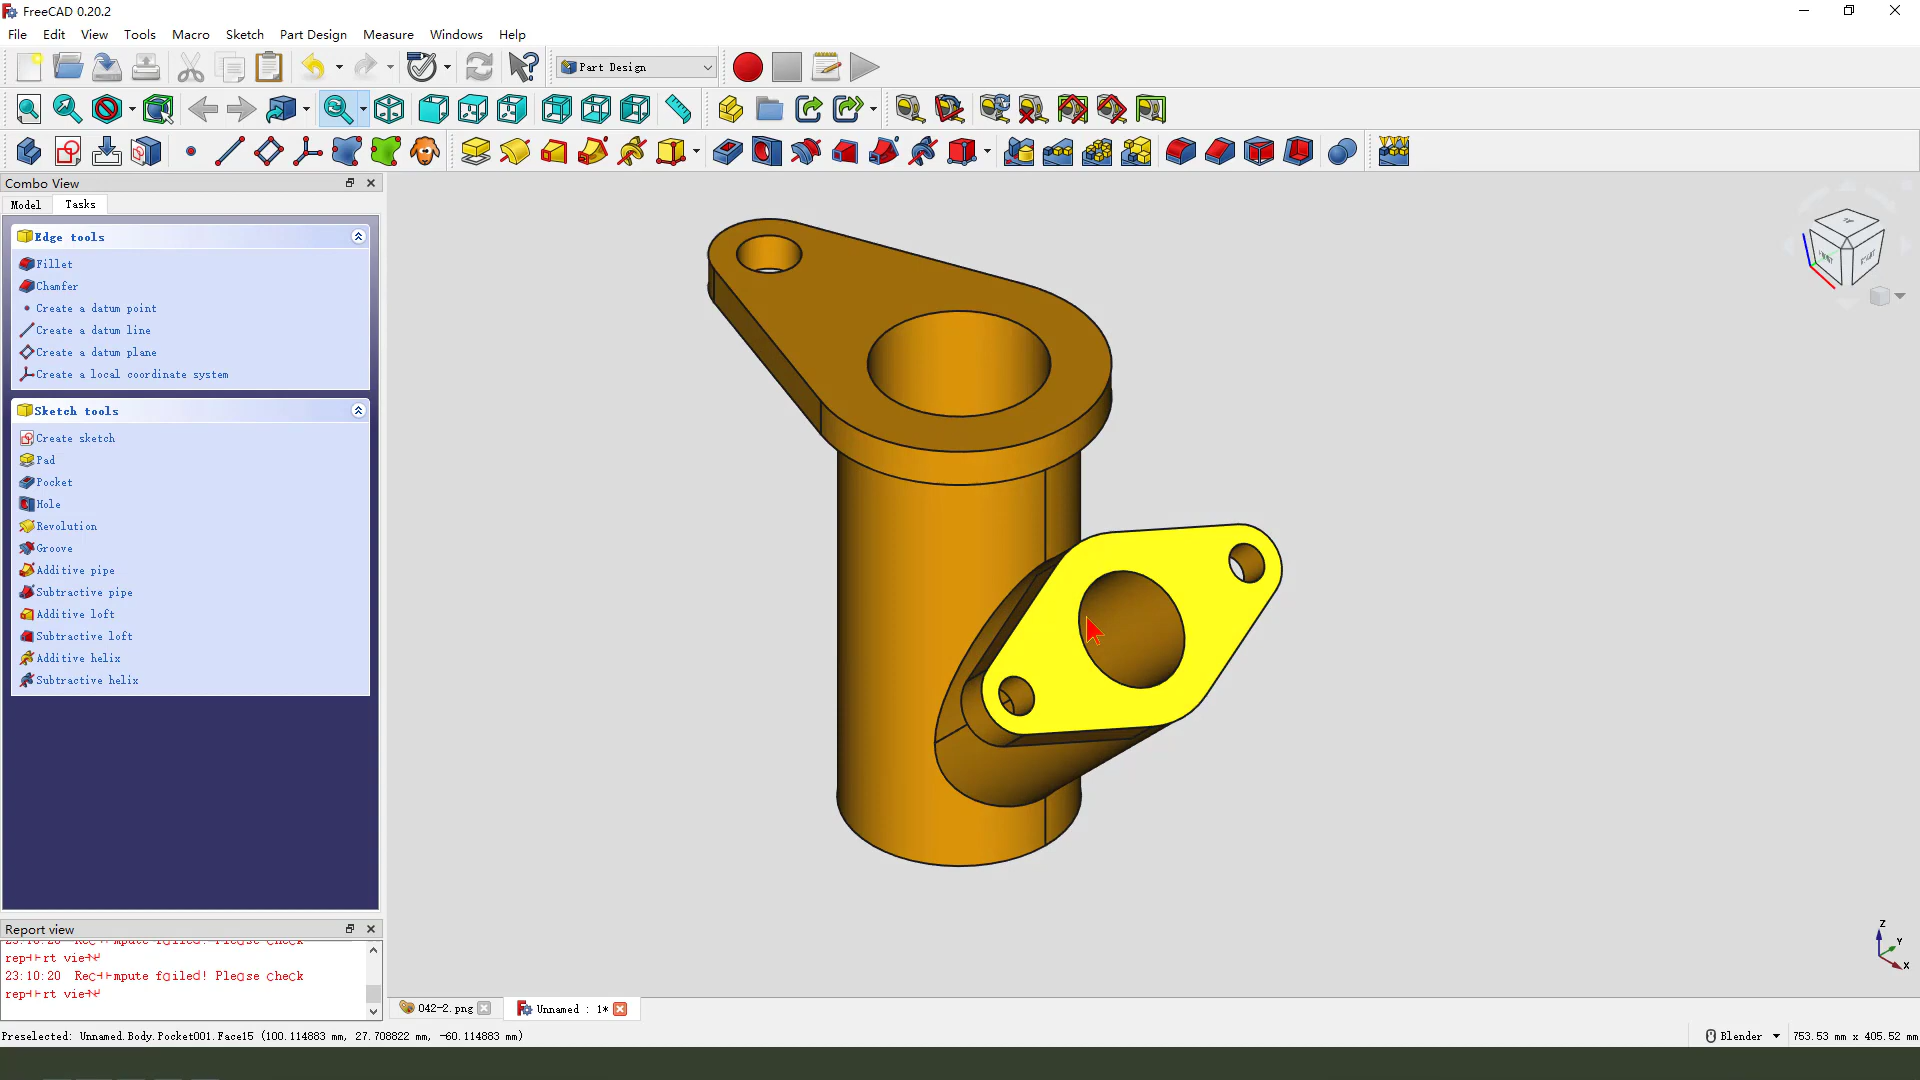 FreeCAD 0.20.2
File Edit View Tools Macro Sketch Part Design Measure Windows Help
Part Design
Combo View
Model Tasks
Edge tools
Fillet
Chamfer
Create a datum point
Create a datum line
Create a datum plane
Create a local coordinate system
Sketch tools
Create sketch
Pad
Pocket
Hole
Revolution
Groove
Additive pipe
Subtractive pipe
Additive loft
Subtractive loft
Additive helix
Subtractive helix
Report view
23:10:20
23:10:20 failed! Please check
042-2.png Unnamed : 1*
Z
Y
X
Preselected: Unnamed.Body.Pocket001.Face15 (100.114883 mm, 27.708822 mm, -60.114883 mm) Blender 753.53 mm x 405.52 mm